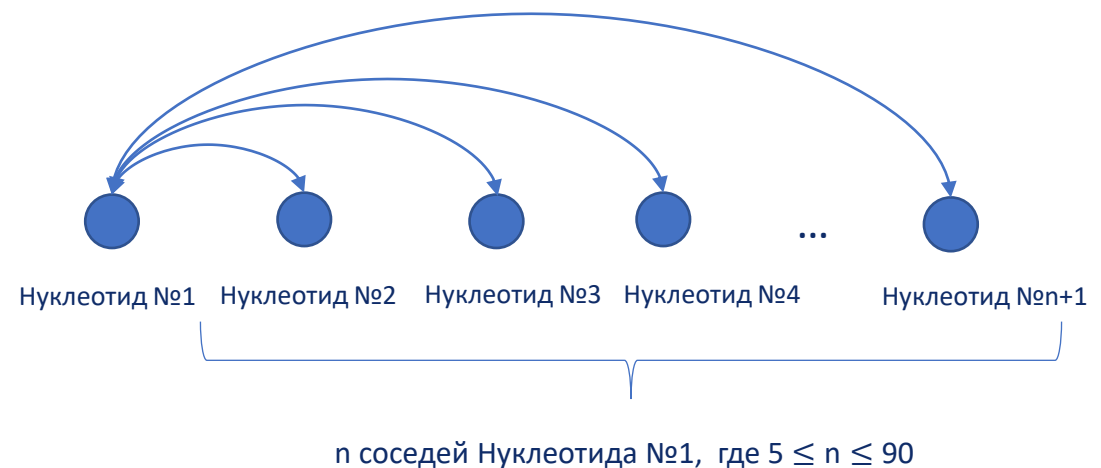 ...
Нуклеотид №1 Нуклеотид №2 Нуклеотид №3 Нуклеотид №4 Нуклеотид №n+1
n соседей Нуклеотида №1, где 5 ≤ n ≤ 90